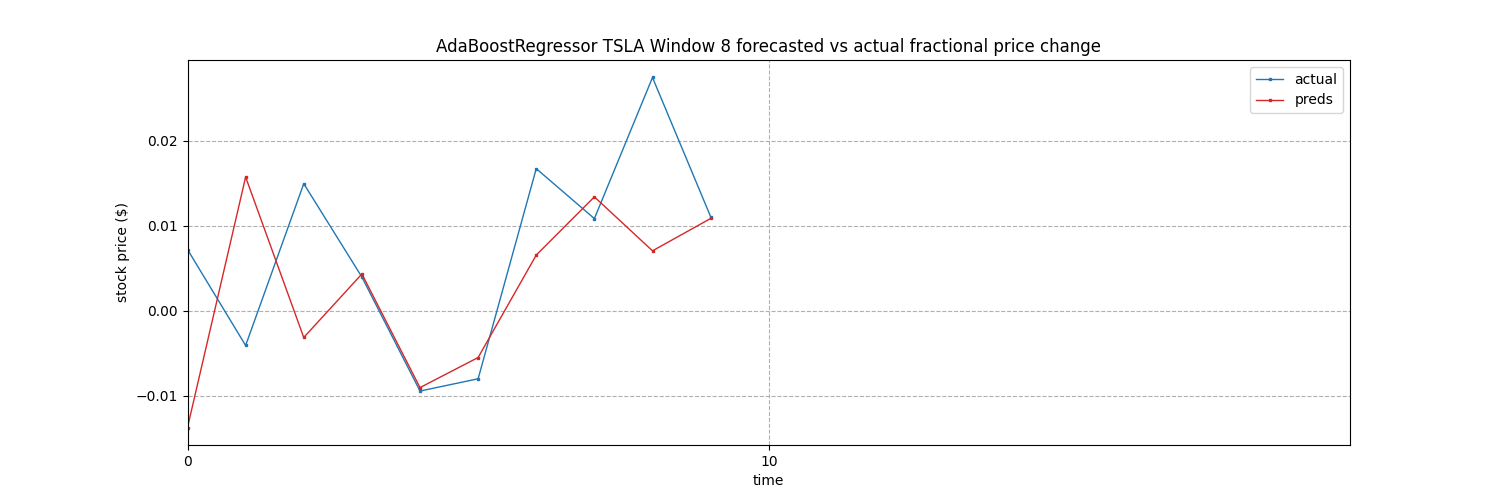 AdaBoostRegressor TSLA Window 8 forecasted vs actual fractional price change
actual
preds
0.02
0.01
0.00
−0.01
stock price ($)
0
10
time